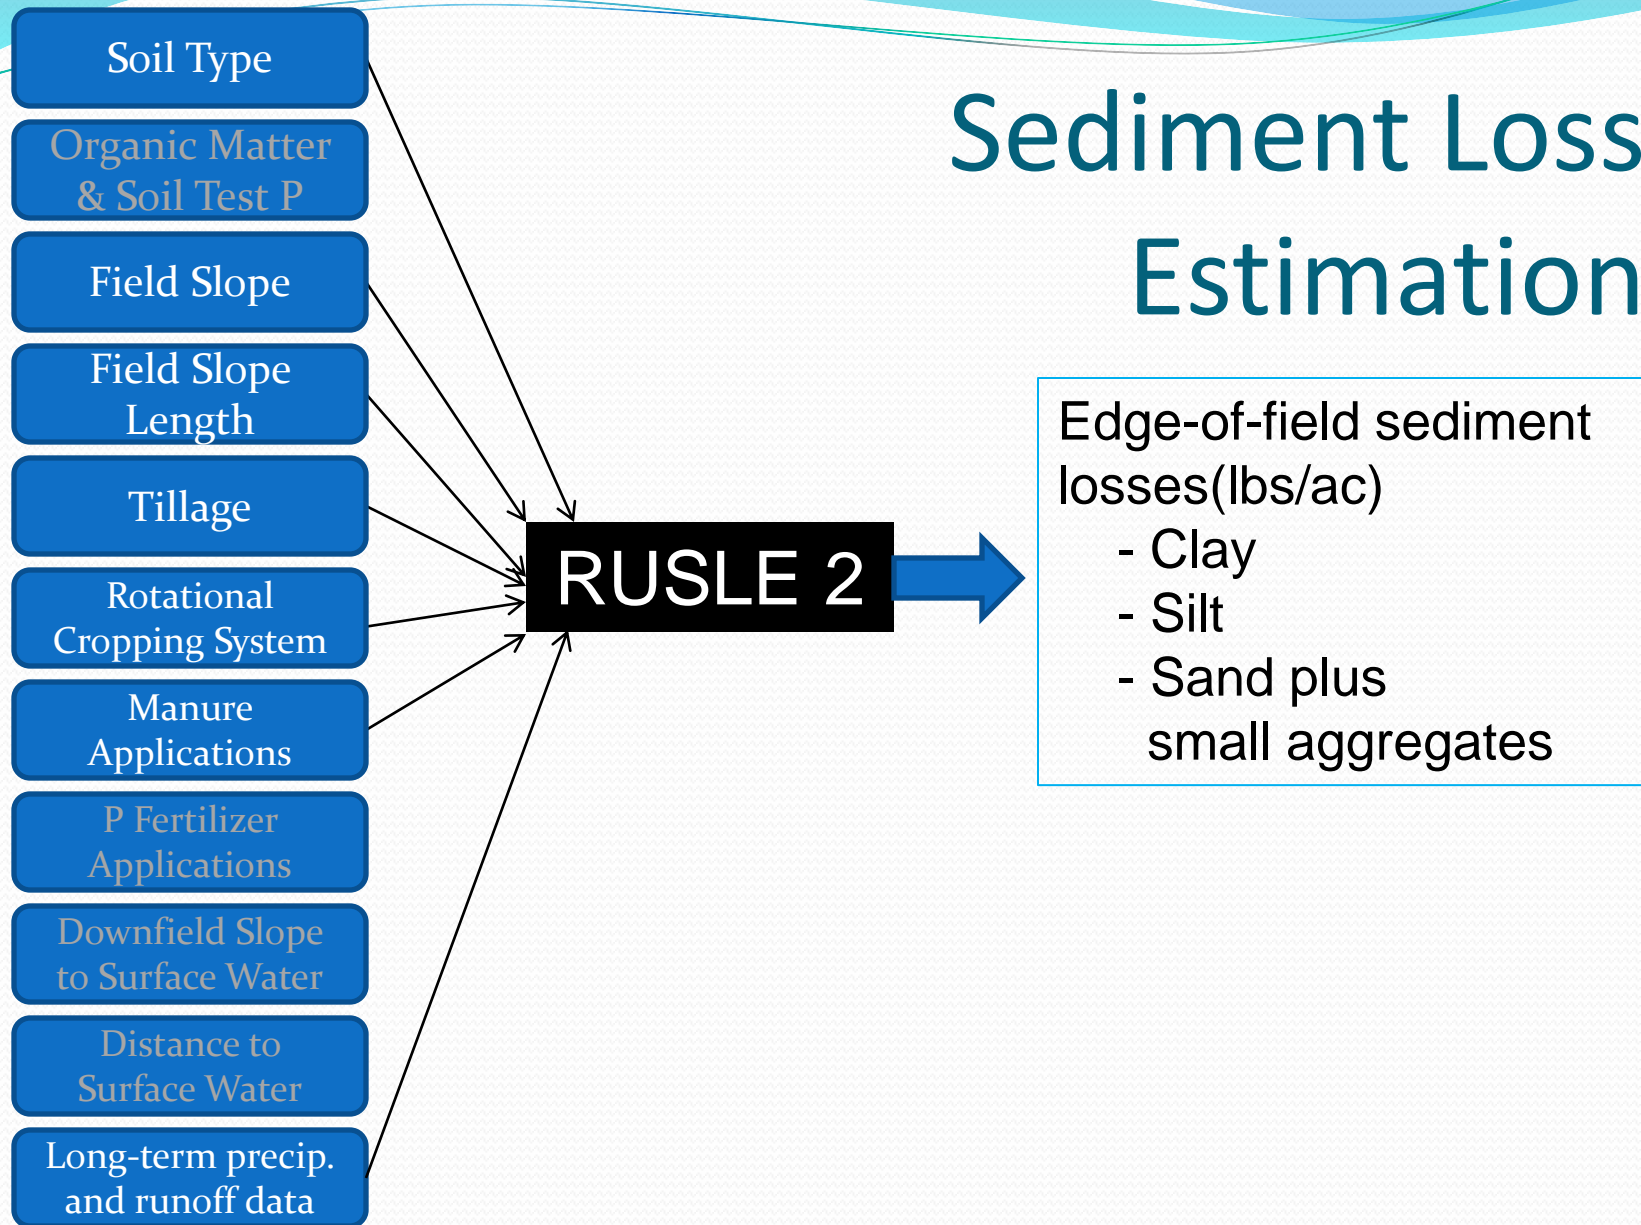 Soil Type
Organic Matter
& Soil Test P
Field Slope
Field Slope
Length
Tillage
Rotational
Cropping System
Manure
Applications
P Fertilizer
Applications
Downfield Slope
to Surface Water
Distance to
Surface Water
Long-term precip.
and runoff data
RUSLE 2
Sediment Loss
Estimation
Edge-of-field sediment
losses(lbs/ac)
- Clay
- Silt
- Sand plus
small aggregates